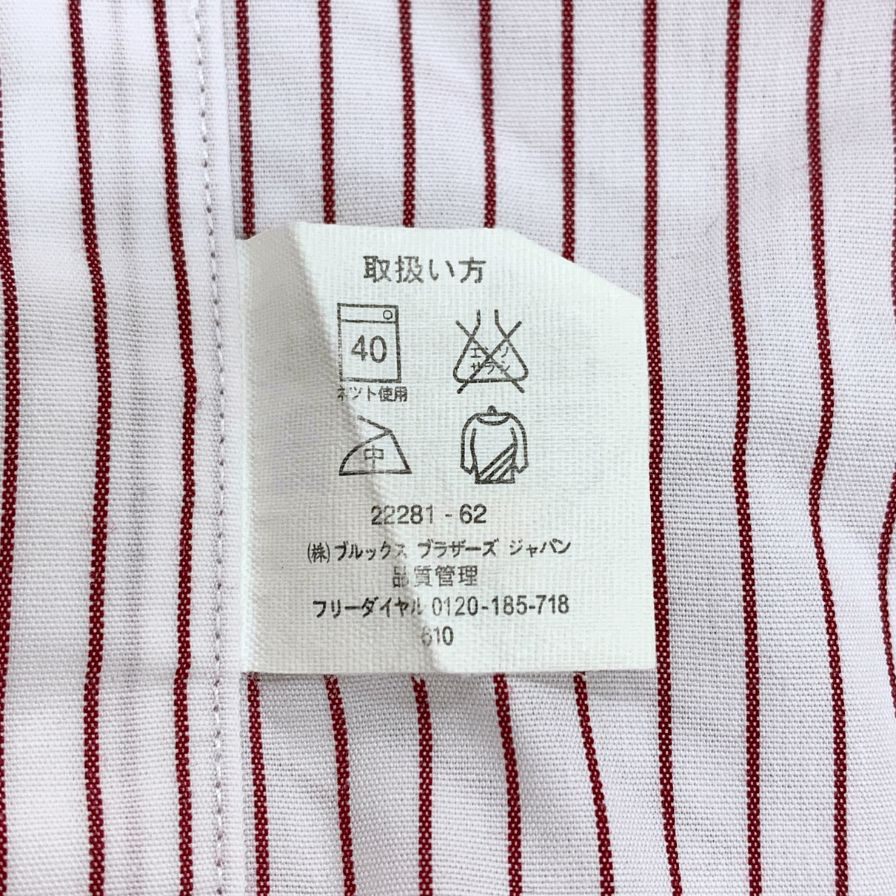 取扱い方
40
エンソ
サラシ
ネット使用
中
22281 - 62
(株) ブルックス ブラザーズ ジャパン
品質管理
フリーダイヤル 0120-185-718
610